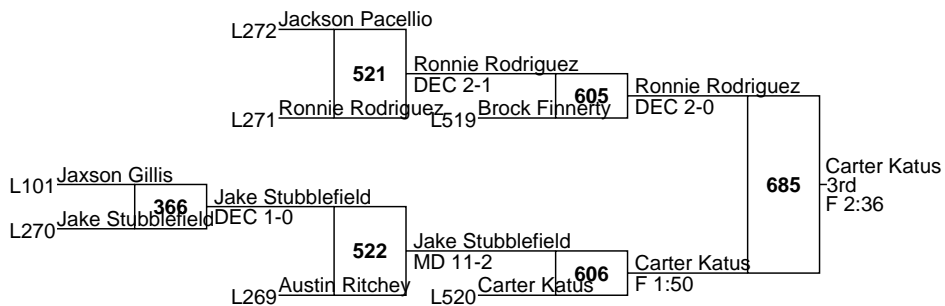 L272 Jackson Pacellio
521
Ronnie Rodriguez
DEC 2-1
L271 Ronnie Rodriguez
L519 Brock Finnerty
605
Ronnie Rodriguez
DEC 2-0
L101 Jaxson Gillis
366
L270 Jake Stubblefield
Jake Stubblefield
DEC 1-0
522
L269 Austin Ritchey
Jake Stubblefield
MD 11-2
L520 Carter Katus
606
Carter Katus
F 1:50
685
Carter Katus
3rd
F 2:36